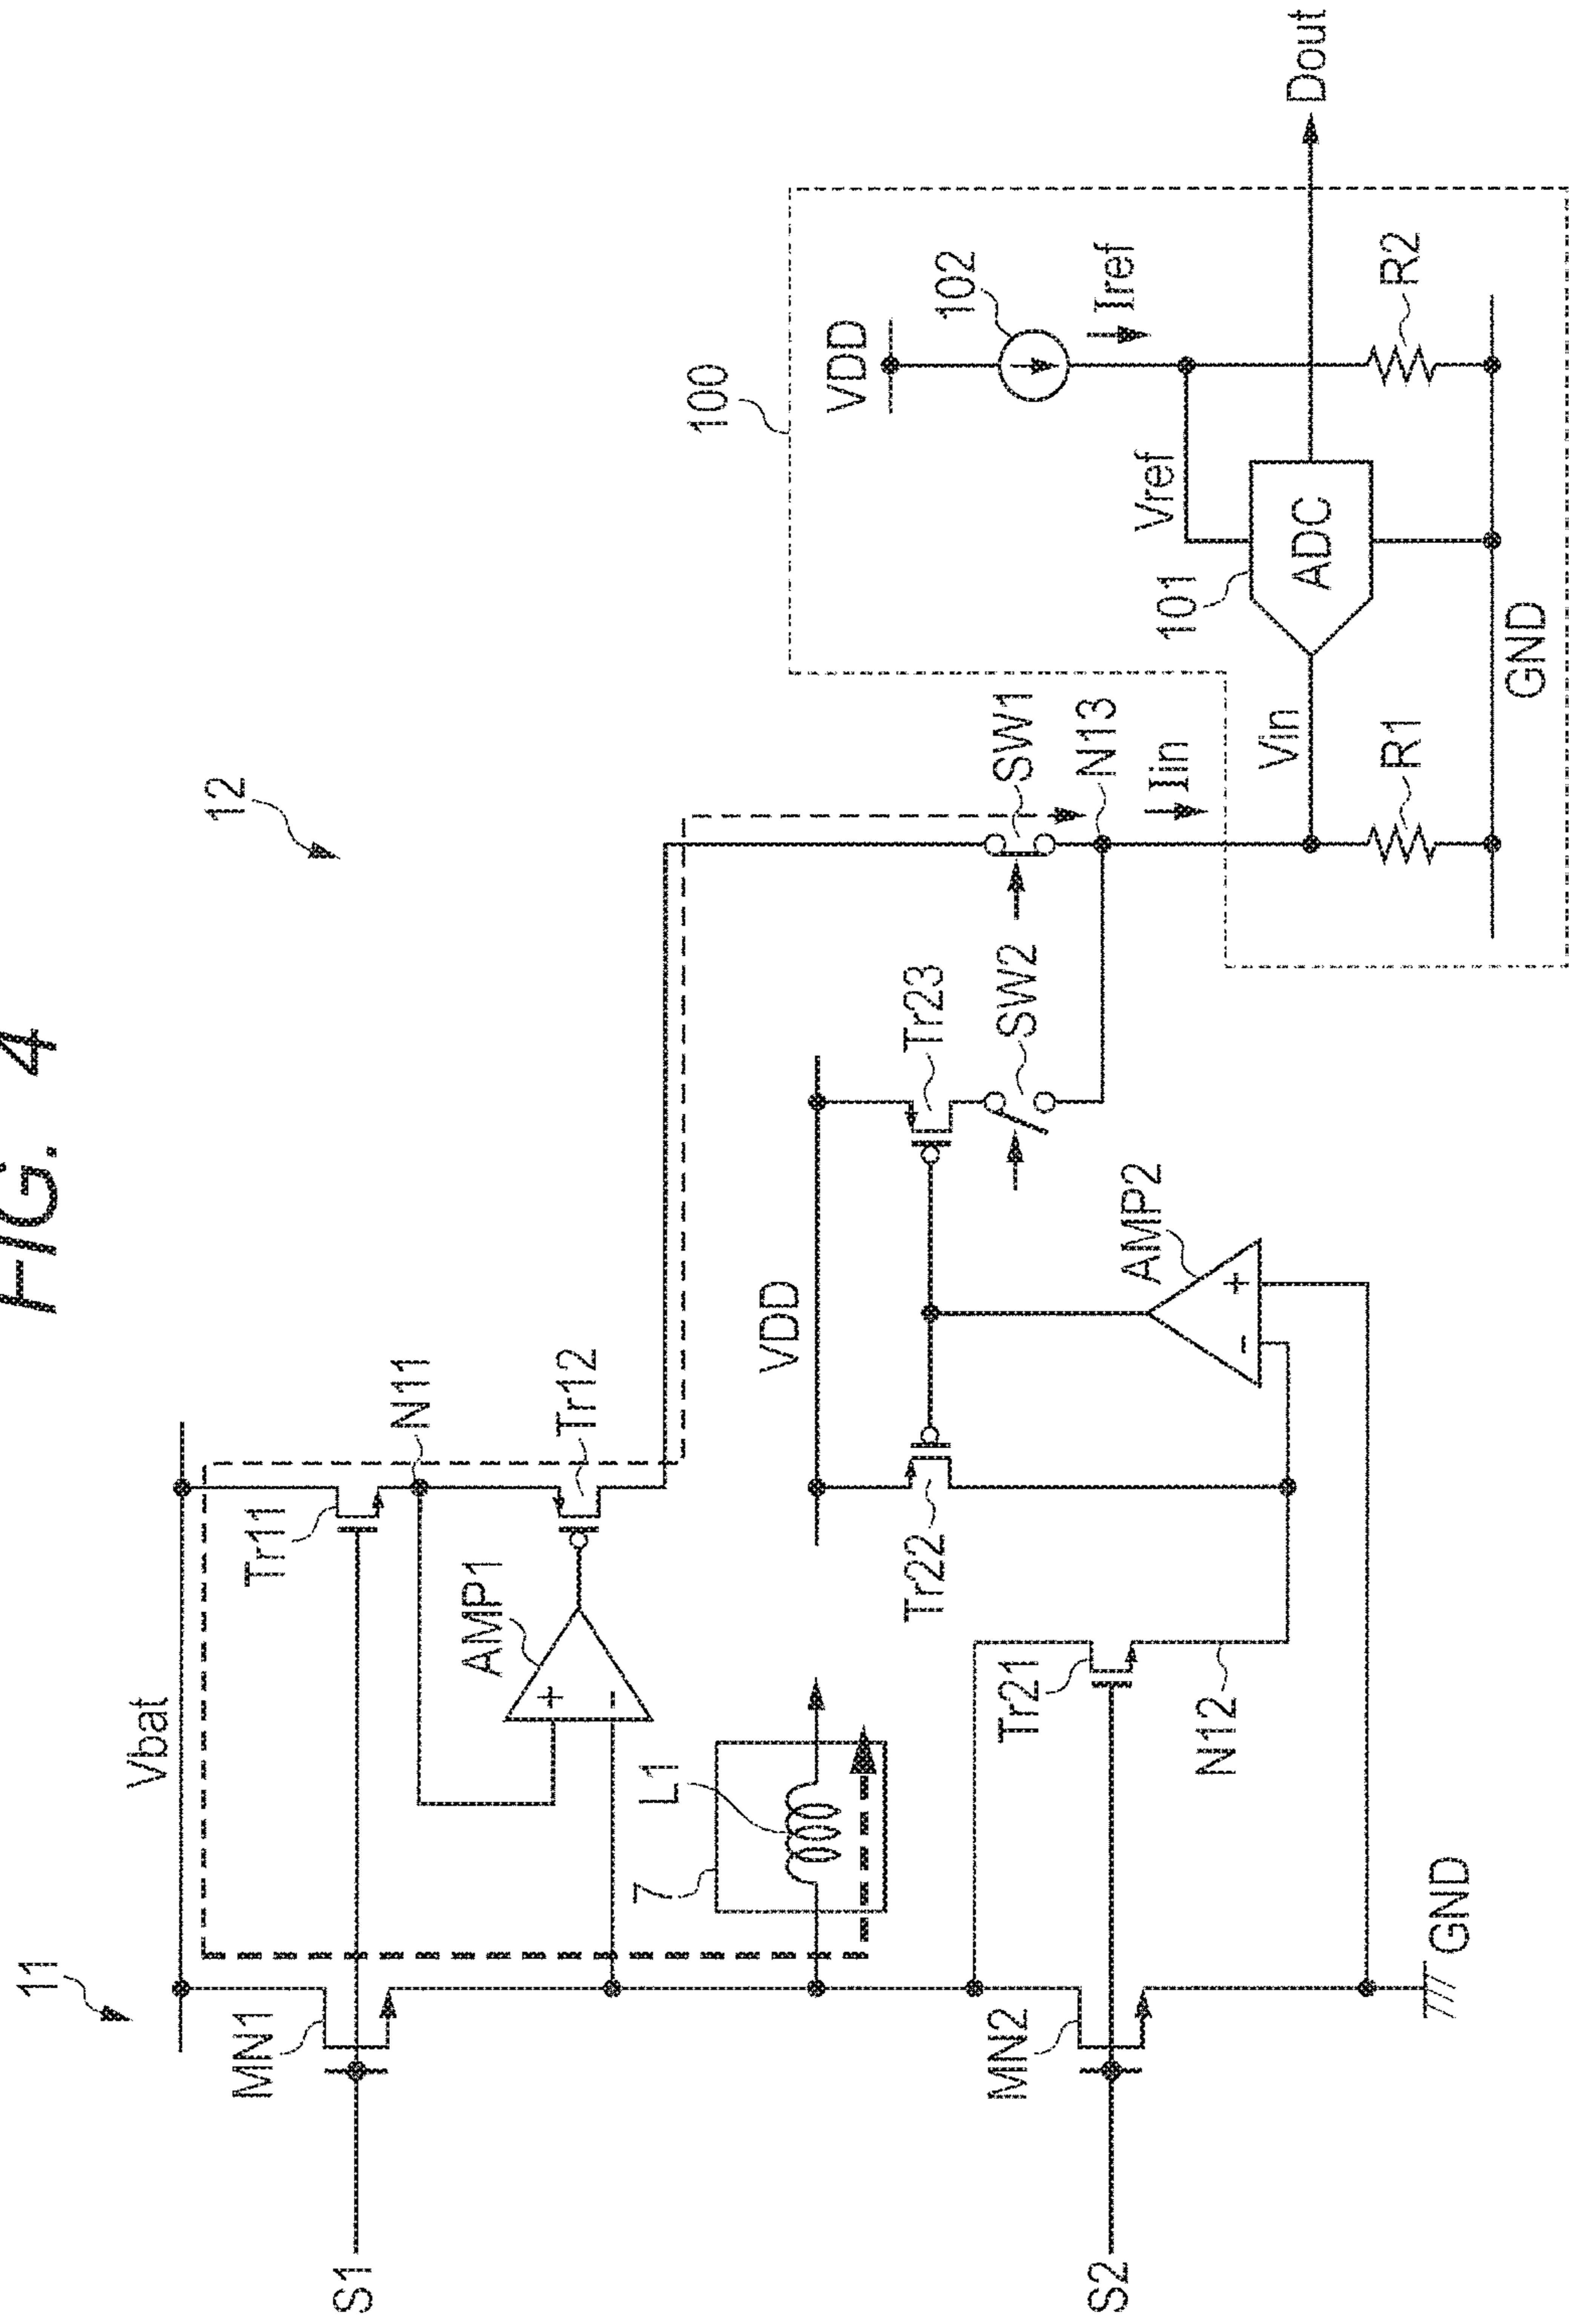 FIG. 4
11
12
Vbat
MN1
S1
Tr11
N11
AMP1
+
−
Tr12
7
L1
VDD
Tr22
Tr23
Tr21
N12
AMP2
−
+
MN2
S2
GND
SW2
SW1
N13
Iin
100
VDD
102
Iref
Vref
101
ADC
Vin
R1
R2
GND
Dout